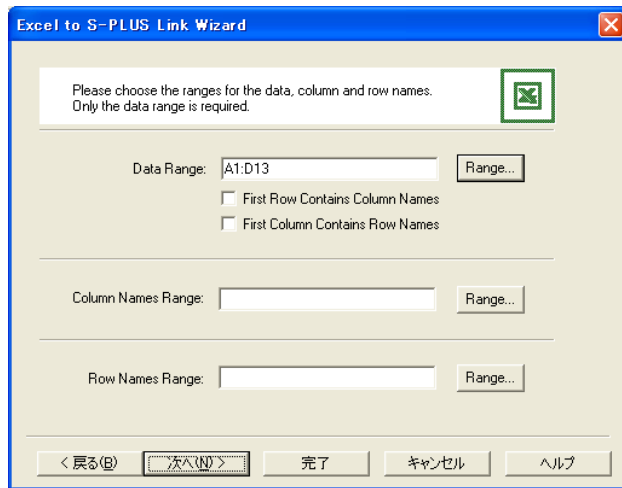 Excel to S-PLUS Link Wizard
Please choose the ranges for the data, column and row names.
Only the data range is required.
Data Range: A1:D13 Range...
First Row Contains Column Names
First Column Contains Row Names
Column Names Range: Range...
Row Names Range: Range...
< 戻る(B) 次へ(N) > 完了 キャンセル ヘルプ